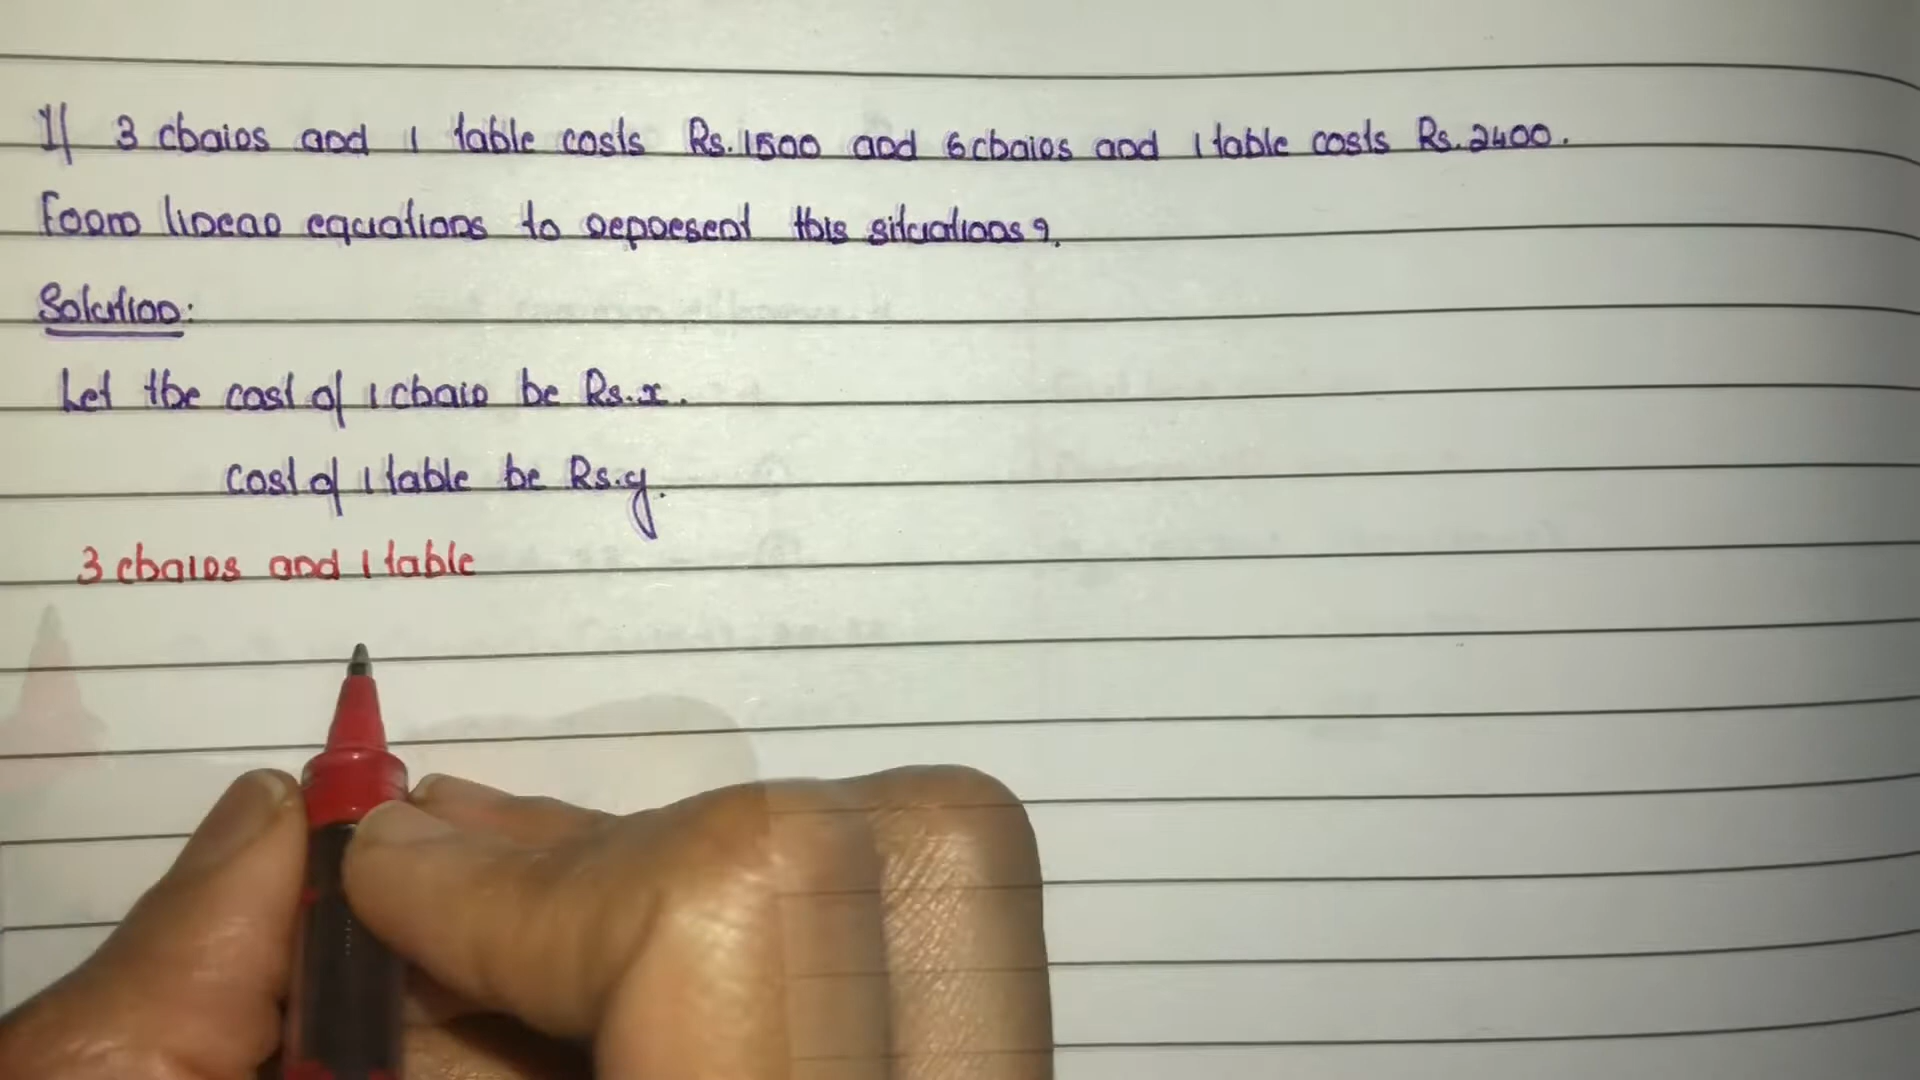 If 3 chairs and 1 table costs Rs.1500 and 6 chairs and 1 table costs Rs.2400.
Form linear equations to represent this situations?
Solution:
Let the cost of 1 chair be Rs.x.
cost of 1 table be Rs.y.
3 chairs and 1 table